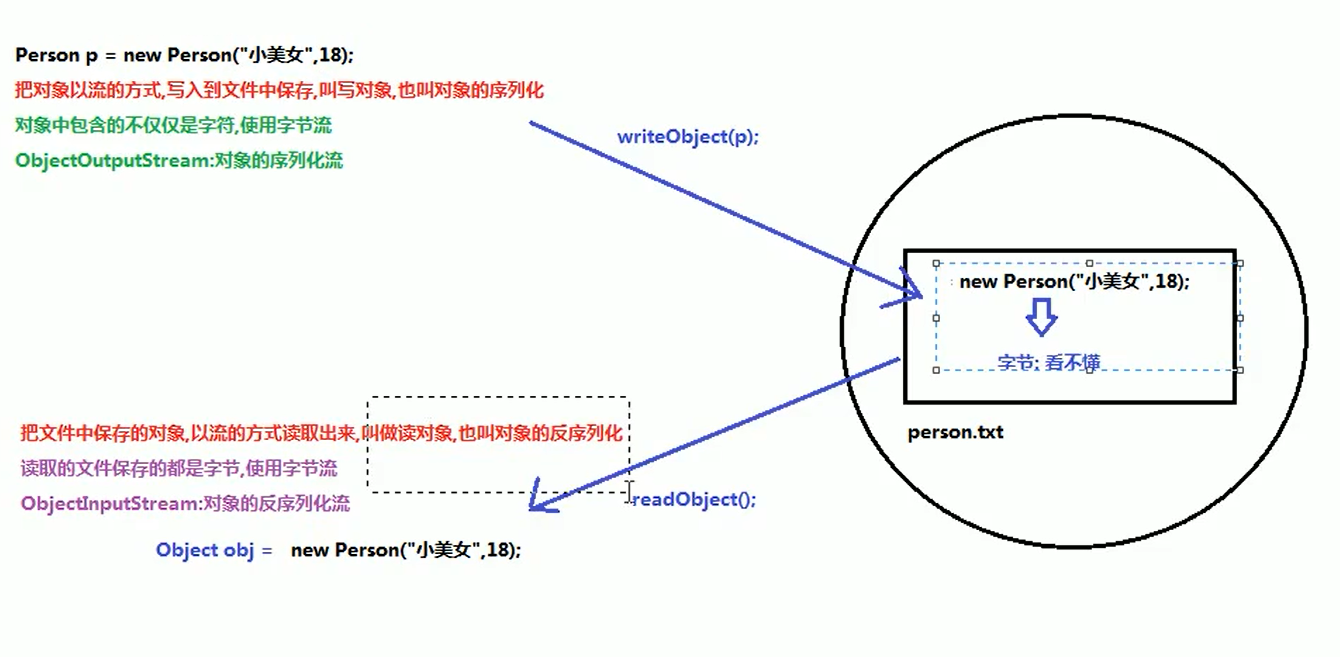 Person p = new Person("小美女",18);
把对象以流的方式,写入到文件中保存,叫写对象,也叫对象的序列化
对象中包含的不仅仅是字符,使用字节流
ObjectOutputStream:对象的序列化流
writeObject(p);
new Person("小美女",18);
字节: 看不懂
person.txt
把文件中保存的对象,以流的方式读取出来,叫做读对象,也叫对象的反序列化
读取的文件保存的都是字节,使用字节流
ObjectInputStream:对象的反序列化流
readObject();
Object obj = new Person("小美女",18);